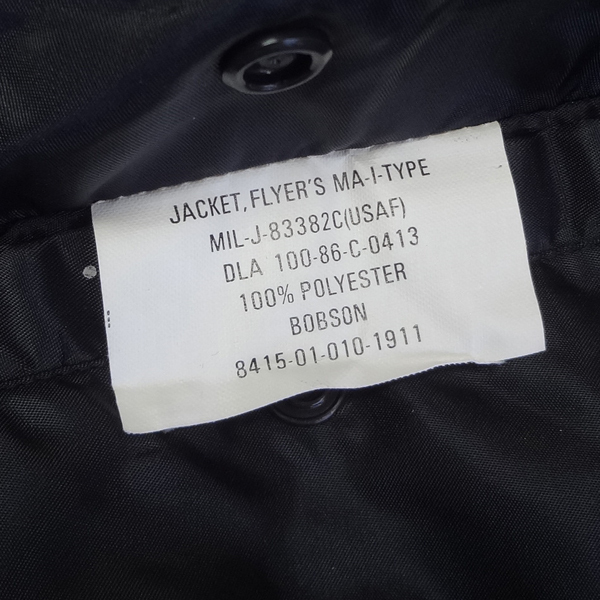 JACKET, FLYER'S MA-I-TYPE
MIL-J-83382C(USAF)
DLA 100-86-C-0413
100% POLYESTER
BOBSON
8415-01-010-1911